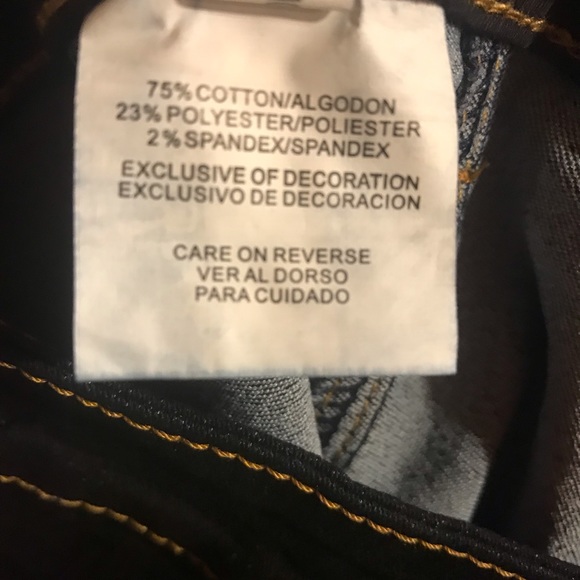 75% COTTON/ALGODON
23% POLYESTER/POLIESTER
2% SPANDEX/SPANDEX
EXCLUSIVE OF DECORATION
EXCLUSIVO DE DECORACION
CARE ON REVERSE
VER AL DORSO
PARA CUIDADO